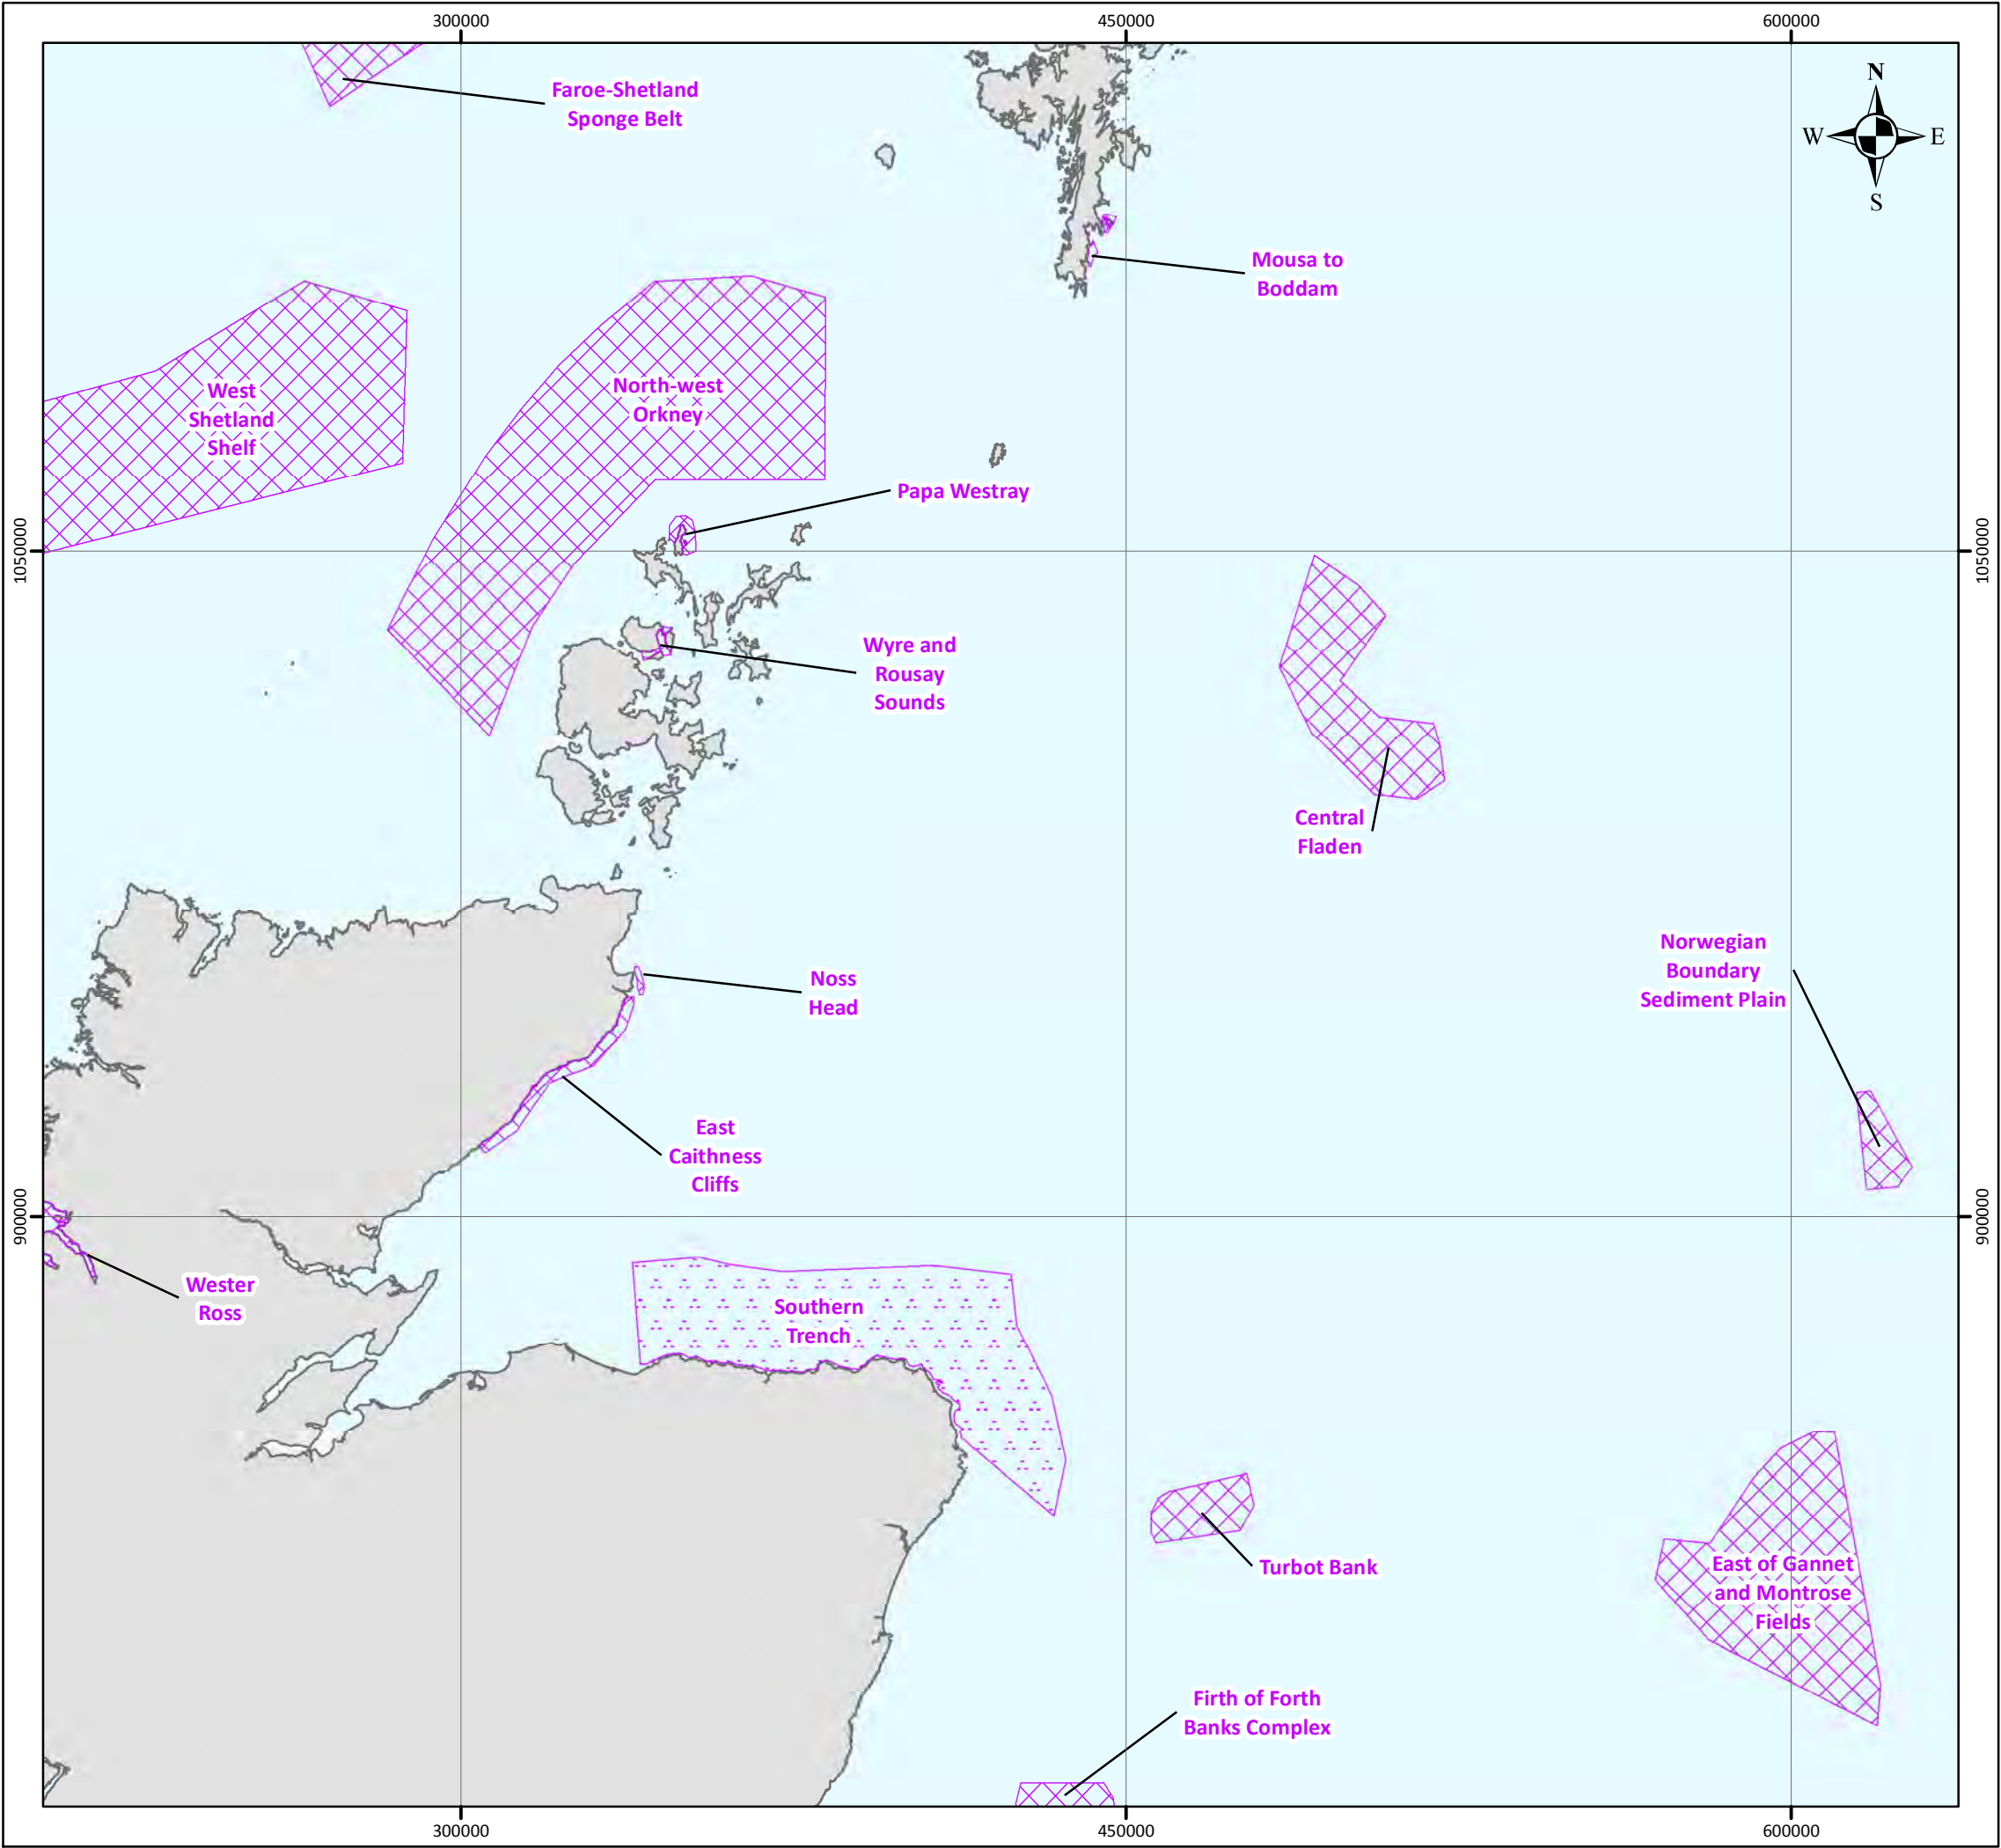 300000
450000
600000
N
W
E
S
Faroe-Shetland
Sponge Belt
Mousa to
Boddam
West
Shetland
Shelf
North-west
Orkney
Papa Westray
1050000
1050000
Wyre and
Rousay
Sounds
Central
Fladen
Norwegian
Boundary
Sediment Plain
Noss
Head
East
Caithness
Cliffs
900000
900000
Wester
Ross
Southern
Trench
Turbot Bank
East of Gannet
and Montrose
Fields
Firth of Forth
Banks Complex
300000
450000
600000